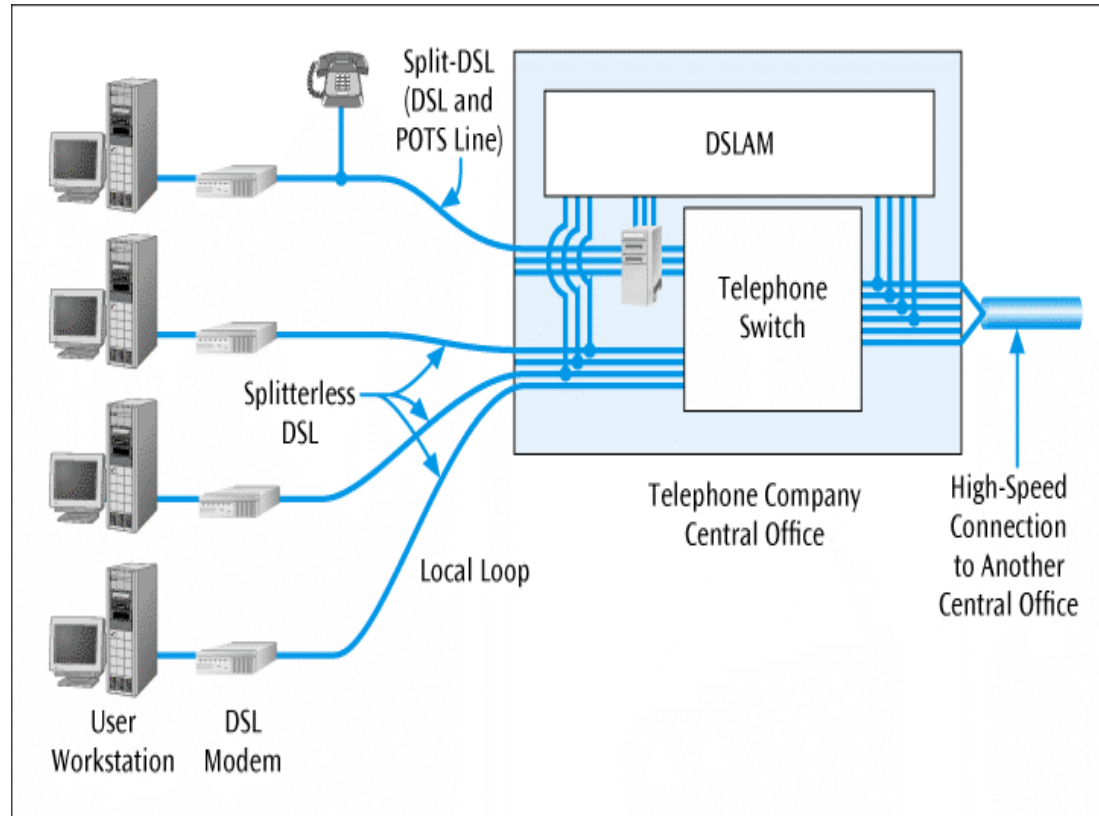 Split-DSL
(DSL and
POTS Line)
DSLAM
Telephone
Switch
Splitterless
DSL
Telephone Company
Central Office
High-Speed
Connection
to Another
Central Office
Local Loop
User
Workstation
DSL
Modem